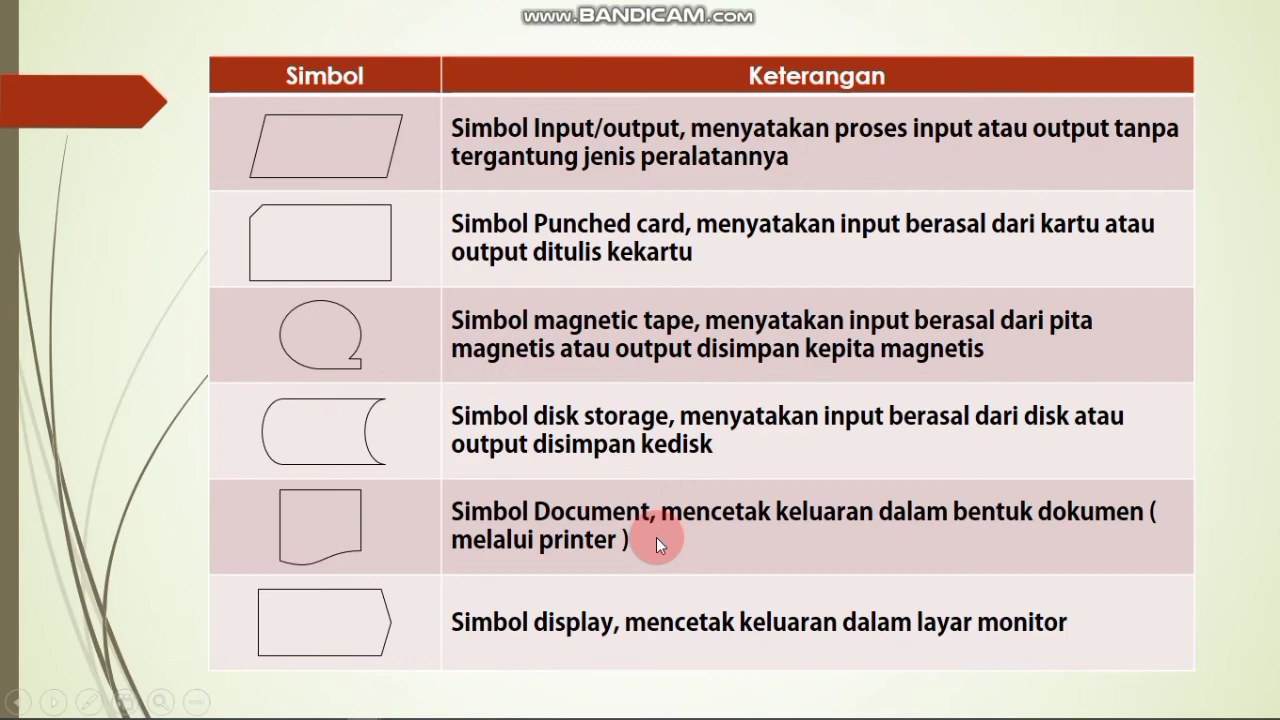 www.BANDICAM.com
Simbol
Keterangan
Simbol Input/output, menyatakan proses input atau output tanpa
tergantung jenis peralatannya
Simbol Punched card, menyatakan input berasal dari kartu atau
output ditulis kekartu
Simbol magnetic tape, menyatakan input berasal dari pita
magnetis atau output disimpan kepita magnetis
Simbol disk storage, menyatakan input berasal dari disk atau
output disimpan kedisk
Simbol Document, mencetak keluaran dalam bentuk dokumen (
melalui printer )
Simbol display, mencetak keluaran dalam layar monitor